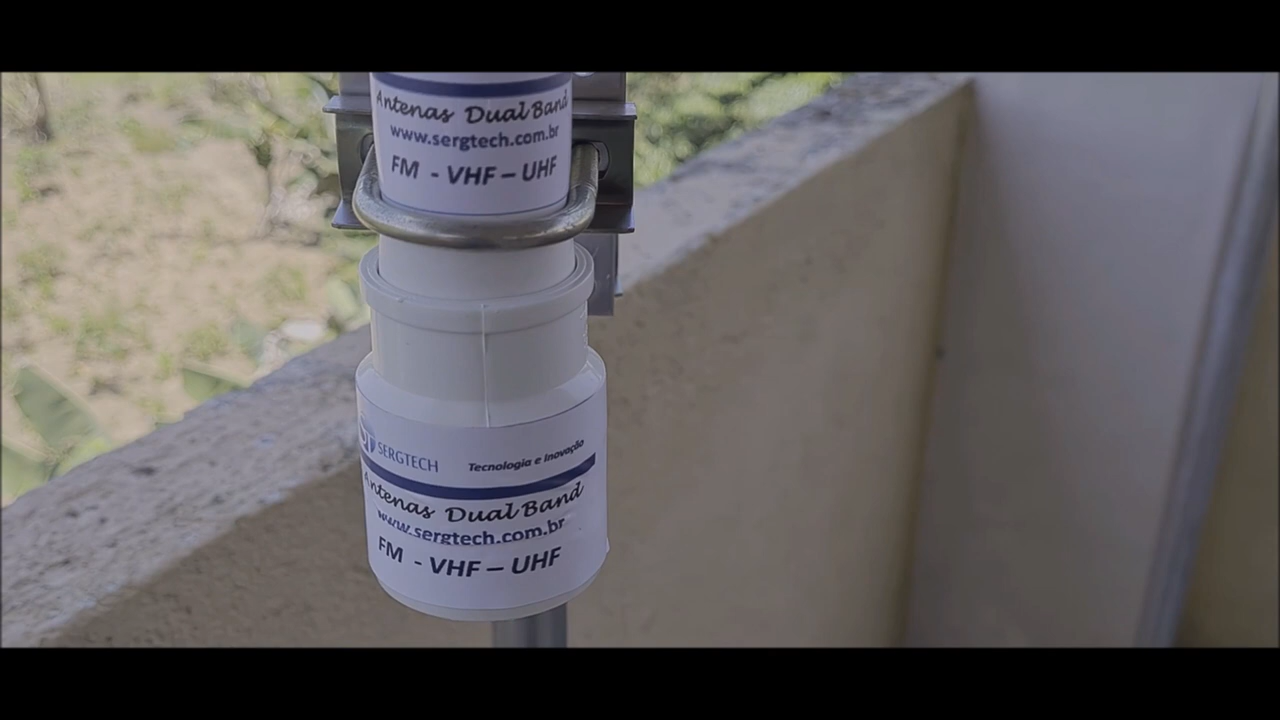 Antenas Dual Band
www.sergtech.com.br
FM - VHF – UHF
SERGTECH Tecnologia e Inovação
Antenas Dual Band
www.sergtech.com.br
FM - VHF – UHF